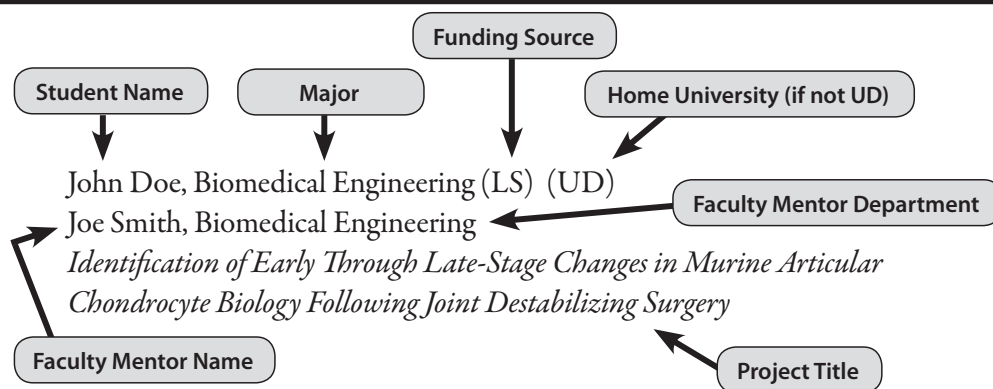 Funding Source
Student Name
Major
Home University (if not UD)
John Doe, Biomedical Engineering (LS) (UD)
Joe Smith, Biomedical Engineering
Faculty Mentor Department
Identification of Early Through Late-Stage Changes in Murine Articular
Chondrocyte Biology Following Joint Destabilizing Surgery
Faculty Mentor Name
Project Title